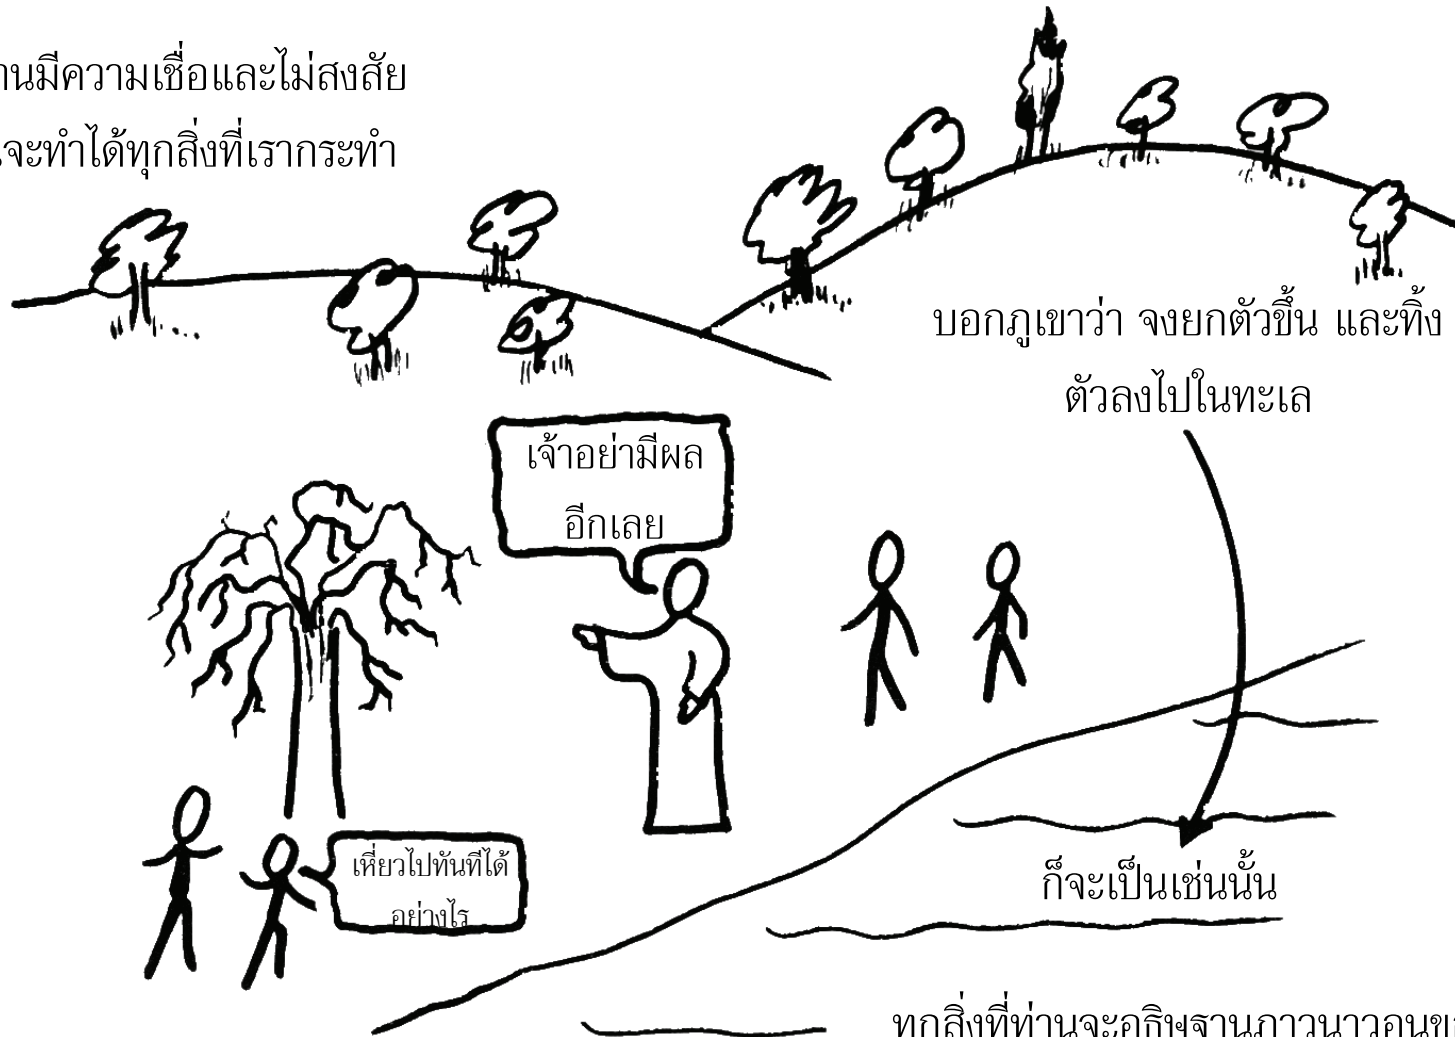 านมีความเชื่อและไม่สงสัย
จะทำได้ทุกสิ่งที่เรากระทำ
บอกภูเขาว่า จงยกตัวขึ้น และทิ้ง
ตัวลงไปในทะเล
เจ้าอย่ามีผล
อีกเลย
เหี่ยวไปทันทีได้
อย่างไร
ก็จะเป็นเช่นนั้น
ทุกสิ่งที่ท่านจะอธิษฐานภาวนาวอนขอ